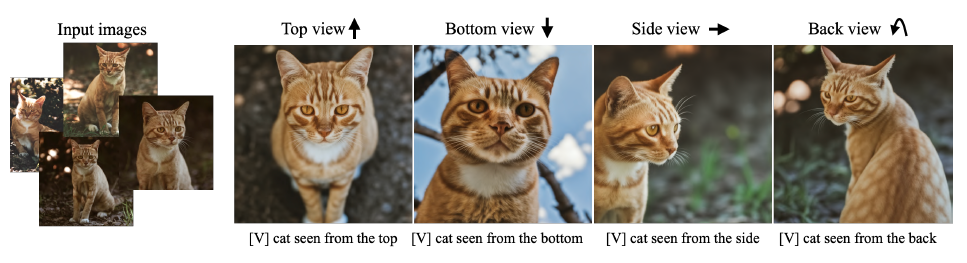 Input images
Top view
Bottom view
Side view
Back view
[V] cat seen from the top
[V] cat seen from the bottom
[V] cat seen from the side
[V] cat seen from the back